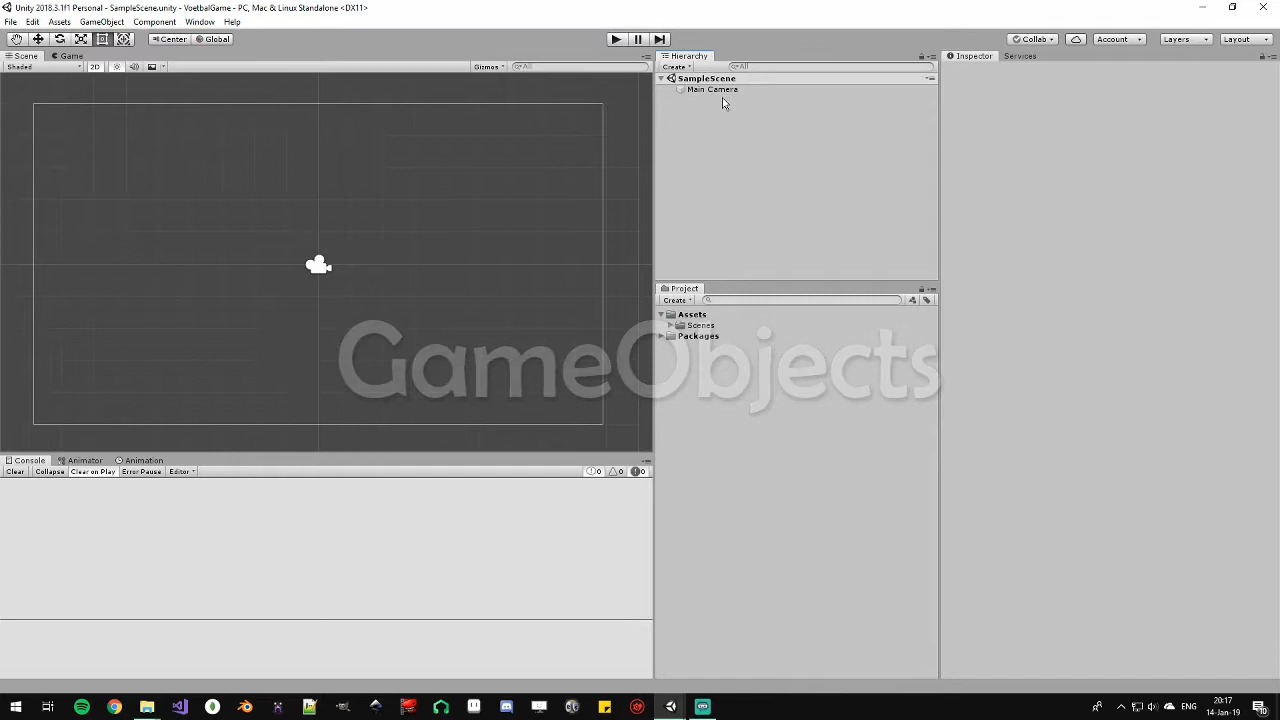 Unity 2018.3.1f1 Personal - SampleScene.unity - VoetbalGame - PC, Mac & Linux Standalone <DX11>
File Edit Assets GameObject Component Window Help
Center Global
Collab Account Layers Layout
Scene Game
Hierarchy
Inspector Services
Shaded 2D Gizmos All
Create All
SampleScene
Main Camera
Project
Create
Assets
Scenes
Packages
GameObjects
Console Animator Animation
Clear Collapse Clear on Play Error Pause Editor 0 0 0
ENG
20:17
14-Jan-19